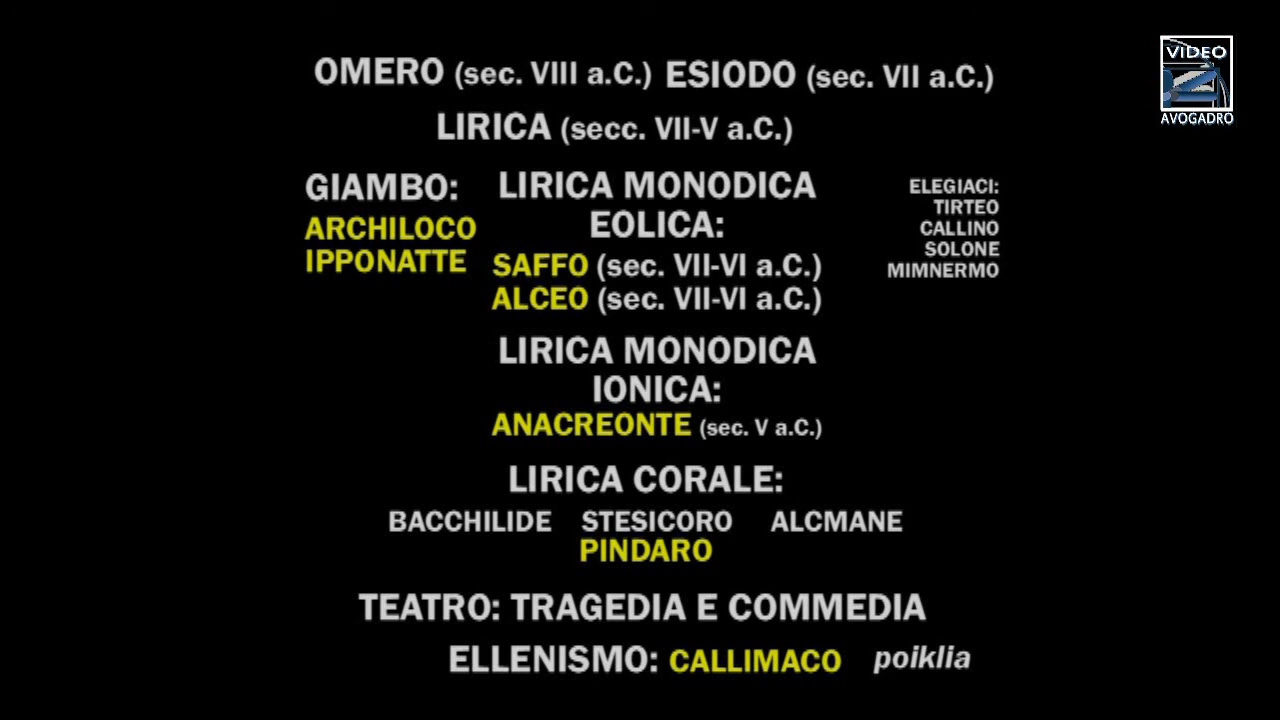 OMERO (sec. VIII a.C.) ESIODO (sec. VII a.C.)
VIDEO
AVOGADRO
LIRICA (secc. VII-V a.C.)
GIAMBO:
ARCHILOCO
IPPONATTE
LIRICA MONODICA
EOLICA:
SAFFO (sec. VII-VI a.C.)
ALCEO (sec. VII-VI a.C.)
ELEGIACI:
TIRTEO
CALLINO
SOLONE
MIMNERMO
LIRICA MONODICA
IONICA:
ANACREONTE (sec. V a.C.)
LIRICA CORALE:
BACCHILIDE STESICORO ALCMANE
PINDARO
TEATRO: TRAGEDIA E COMMEDIA
ELLENISMO: CALLIMACO poiklia